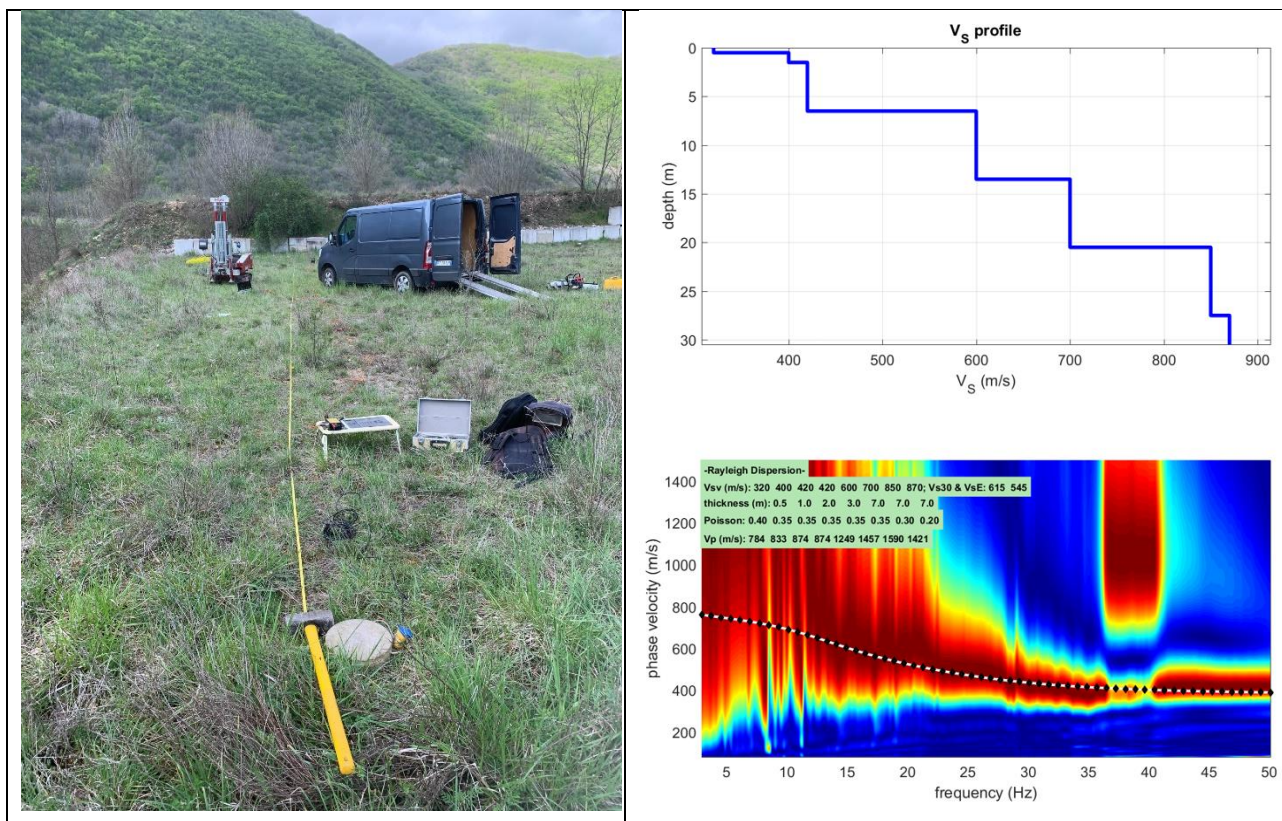 V_S profile
0
5
10
15
20
25
30
depth (m)
400 500 600 700 800 900
V_S (m/s)
-Rayleigh Dispersion-
Vsv (m/s): 320 400 420 420 600 700 850 870; Vs30 & VsE: 615 545
thickness (m): 0.5 1.0 2.0 3.0 7.0 7.0 7.0
Poisson: 0.40 0.35 0.35 0.35 0.35 0.35 0.30 0.20
Vp (m/s): 784 833 874 874 1249 1457 1590 1421
1400
1200
1000
800
600
400
200
phase velocity (m/s)
5 10 15 20 25 30 35 40 45 50
frequency (Hz)